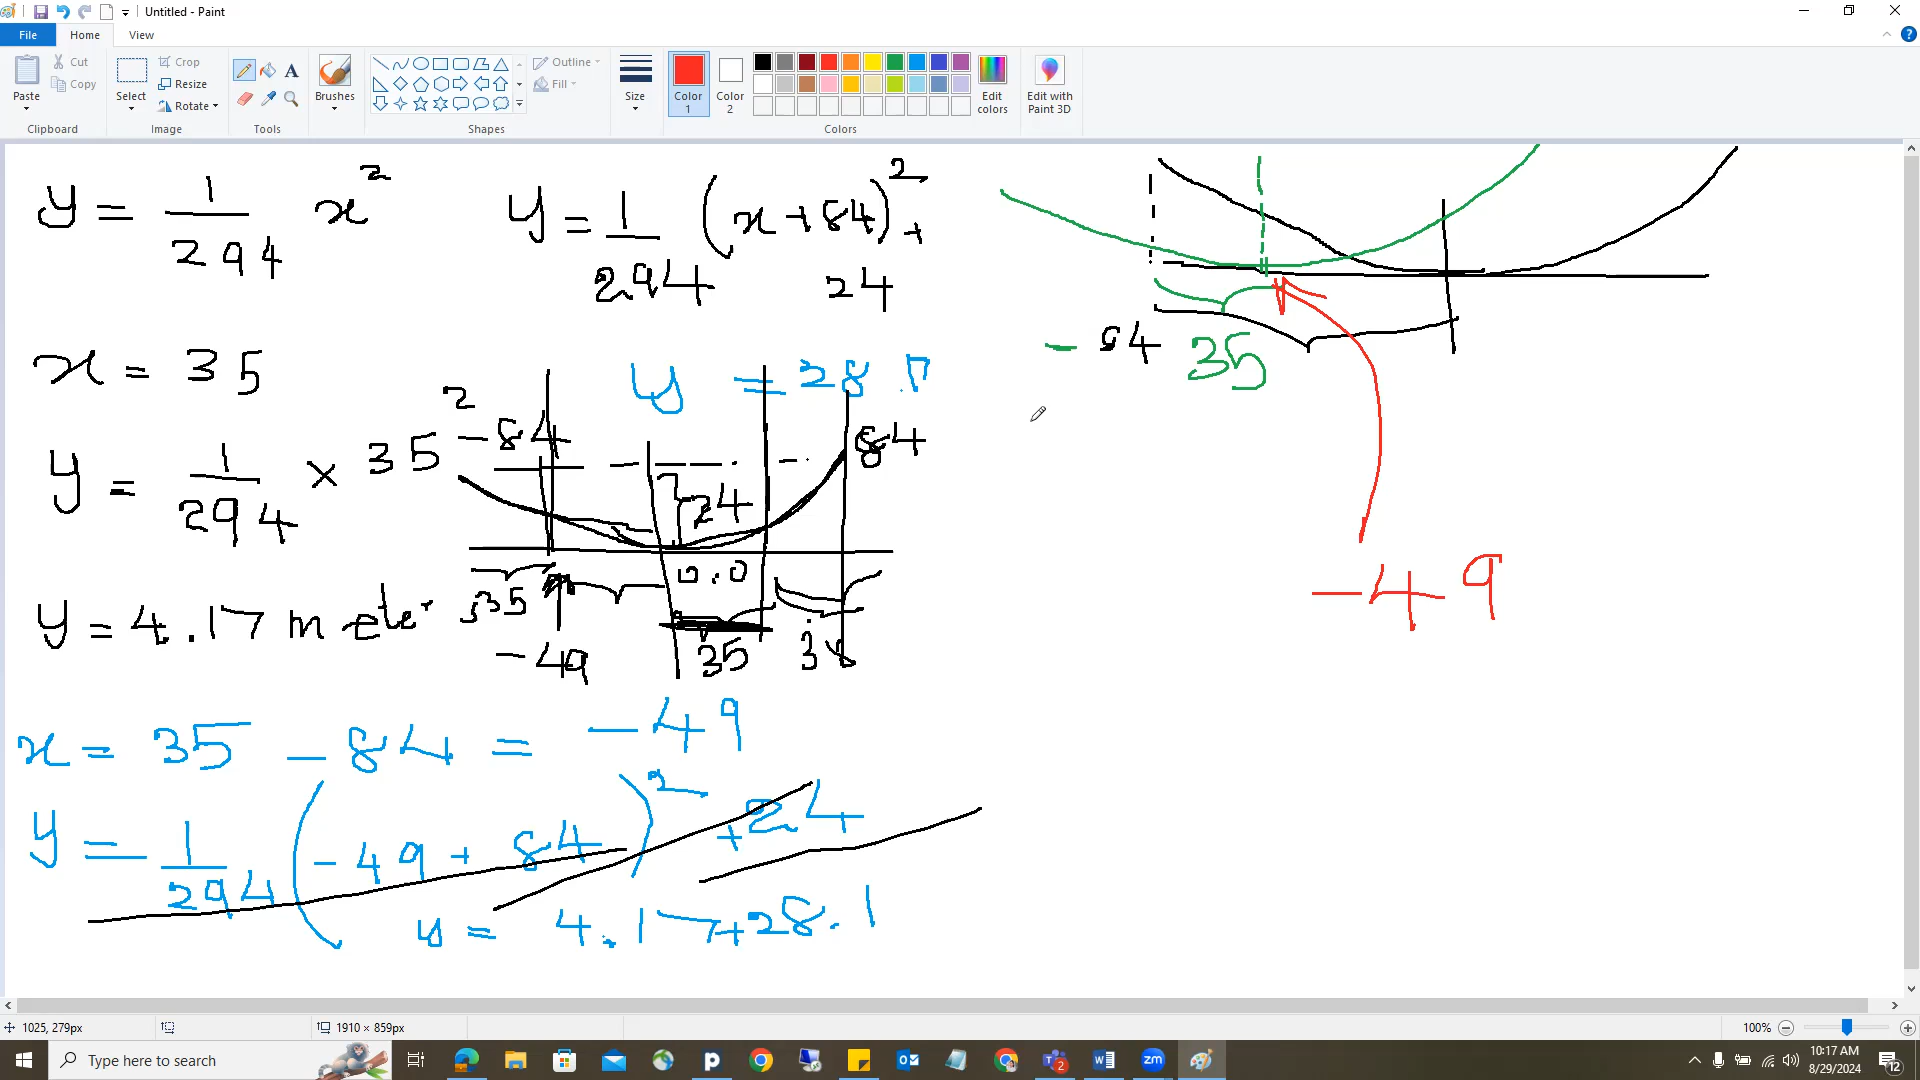 Untitled - Paint
File
Home
View
Paste
Cut
Copy
Clipboard
Select
Crop
Resize
Rotate
Image
Tools
Brushes
Shapes
Outline
Fill
Size
Color 1
Color 2
Edit colors
Colors
Edit with Paint 3D
y = 1/294 x²
y = 1/294 (x+84)² + 24
x = 35
y = 28.
y = 1/294 × 35²
-84
84
24
0.0
y = 4.17 meter
35
-49
35
x = 35 - 84 = -49
y = 1/294 (-49 + 84)² + 24
y = 4.17+28.1
-
35
-49
1025, 279px
1910 × 859px
100%
Type here to search
10:17 AM
8/29/2024
12